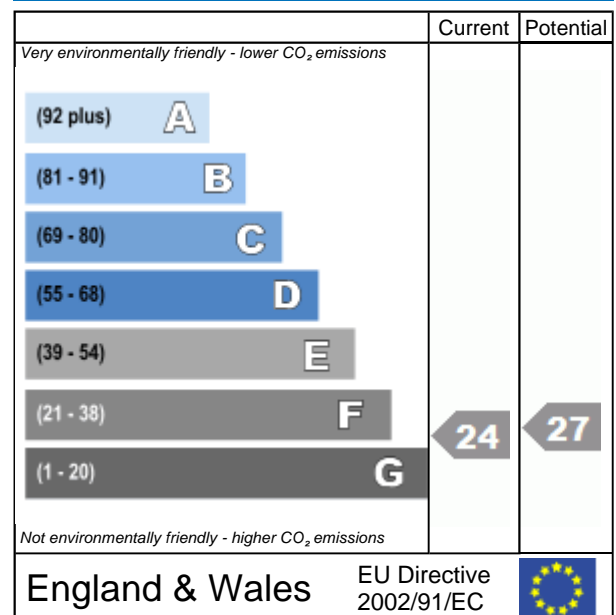 Current Potential
Very environmentally friendly - lower CO₂ emissions
(92 plus) A
(81 - 91) B
(69 - 80) C
(55 - 68) D
(39 - 54) E
(21 - 38) F
24 27
(1 - 20) G
Not environmentally friendly - higher CO₂ emissions
England & Wales
EU Directive
2002/91/EC